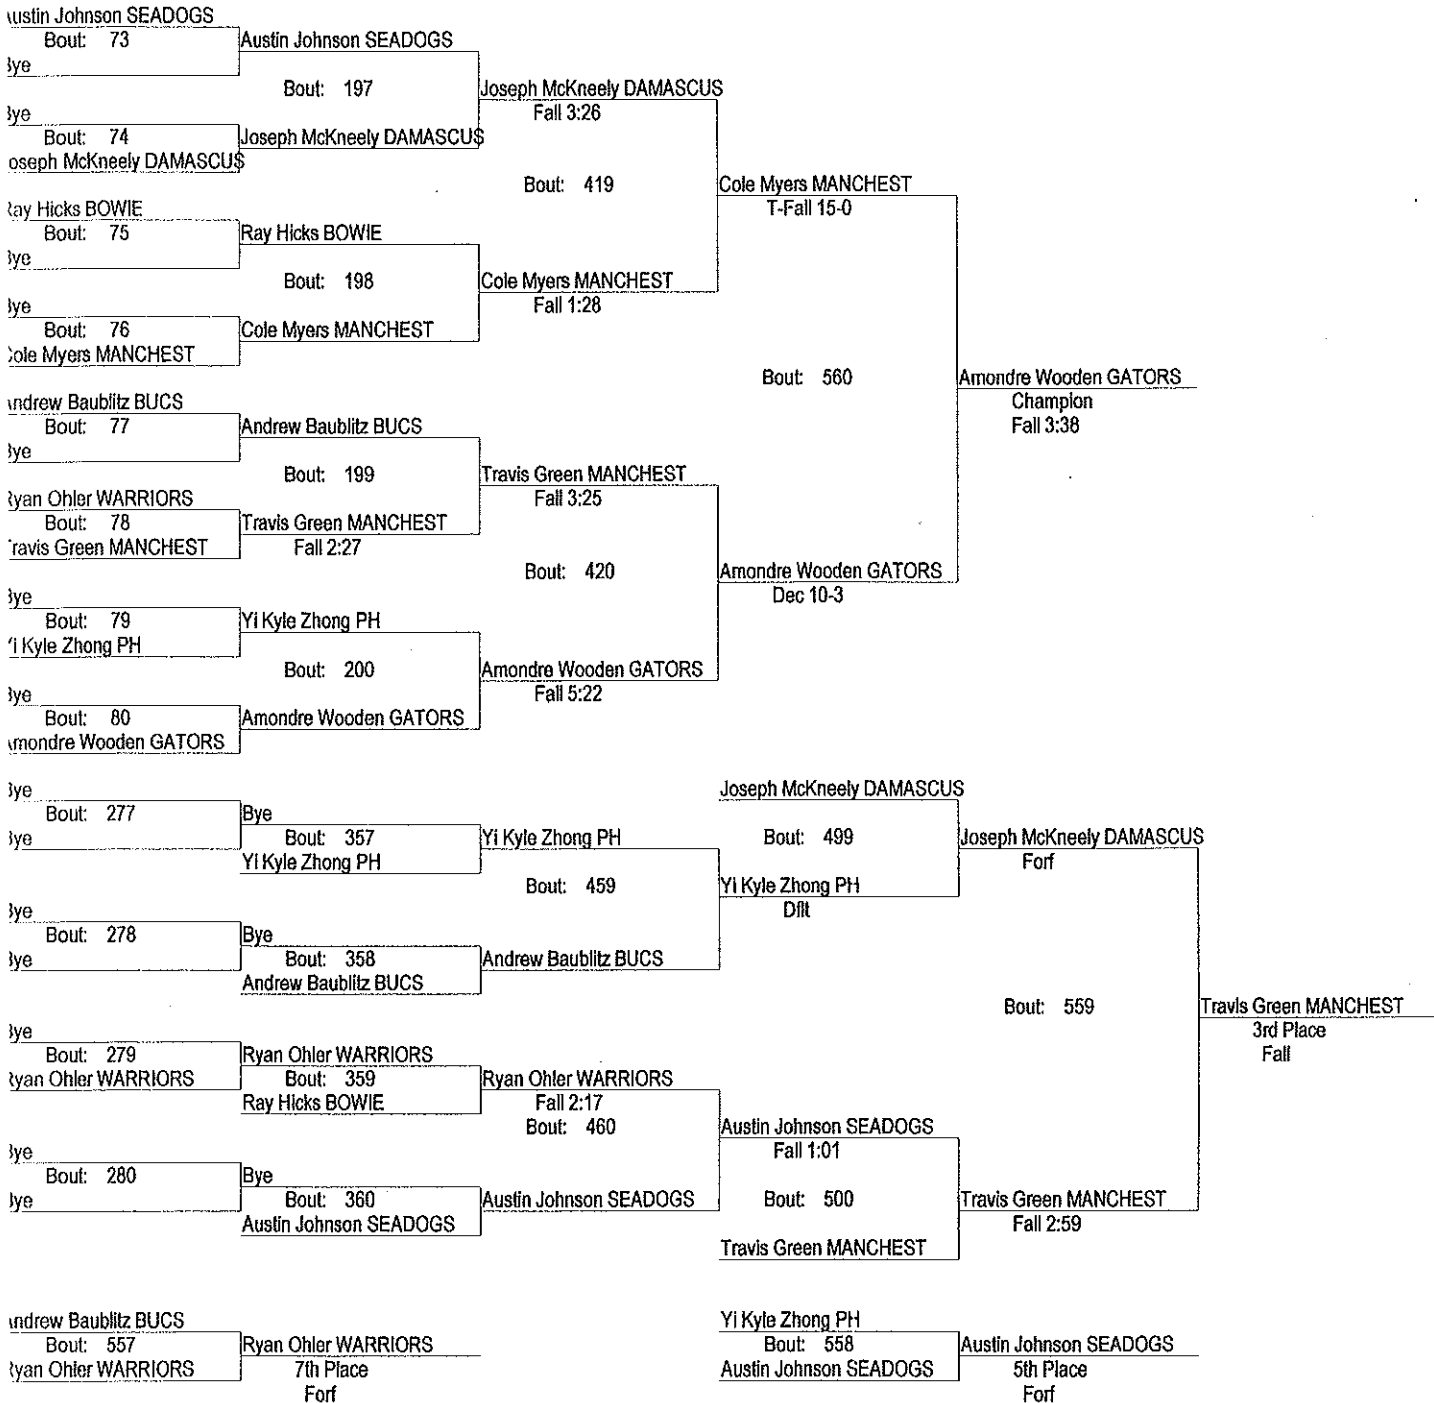 ustin Johnson SEADOGS
Bout: 73
Austin Johnson SEADOGS
ye
Bout: 197
Joseph McKneely DAMASCUS
Fall 3:26
ye
Bout: 74
Joseph McKneely DAMASCUS
oseph McKneely DAMASCUS
Bout: 419
Cole Myers MANCHEST
T-Fall 15-0
Ray Hicks BOWIE
Bout: 75
Ray Hicks BOWIE
ye
Bout: 198
Cole Myers MANCHEST
Fall 1:28
ye
Bout: 76
Cole Myers MANCHEST
Cole Myers MANCHEST
Bout: 560
Amondre Wooden GATORS
Champion
Fall 3:38
ndrew Baublitz BUCS
Bout: 77
Andrew Baublitz BUCS
ye
Bout: 199
Travis Green MANCHEST
Fall 3:25
Ryan Ohler WARRIORS
Bout: 78
Travis Green MANCHEST
Fall 2:27
ravis Green MANCHEST
Bout: 420
Amondre Wooden GATORS
Dec 10-3
ye
Bout: 79
Yi Kyle Zhong PH
i Kyle Zhong PH
Bout: 200
Amondre Wooden GATORS
Fall 5:22
ye
Bout: 80
Amondre Wooden GATORS
mondre Wooden GATORS
ye
Bout: 277
Bye
ye
Bout: 357
Yi Kyle Zhong PH
Yi Kyle Zhong PH
Joseph McKneely DAMASCUS
Bout: 499
Joseph McKneely DAMASCUS
Forf
Bout: 459
Yi Kyle Zhong PH
Dflt
ye
Bout: 278
Bye
ye
Bout: 358
Andrew Baublitz BUCS
Andrew Baublitz BUCS
Bout: 559
Travis Green MANCHEST
3rd Place
Fall
ye
Bout: 279
Ryan Ohler WARRIORS
Ryan Ohler WARRIORS
Bout: 359
Ray Hicks BOWIE
Ryan Ohler WARRIORS
Fall 2:17
Bout: 460
Austin Johnson SEADOGS
Fall 1:01
ye
Bout: 280
Bye
ye
Bout: 360
Austin Johnson SEADOGS
Austin Johnson SEADOGS
Bout: 500
Travis Green MANCHEST
Fall 2:59
Travis Green MANCHEST
ndrew Baublitz BUCS
Bout: 557
Ryan Ohler WARRIORS
Ryan Ohler WARRIORS
7th Place
Forf
Yi Kyle Zhong PH
Bout: 558
Austin Johnson SEADOGS
Austin Johnson SEADOGS
5th Place
Forf